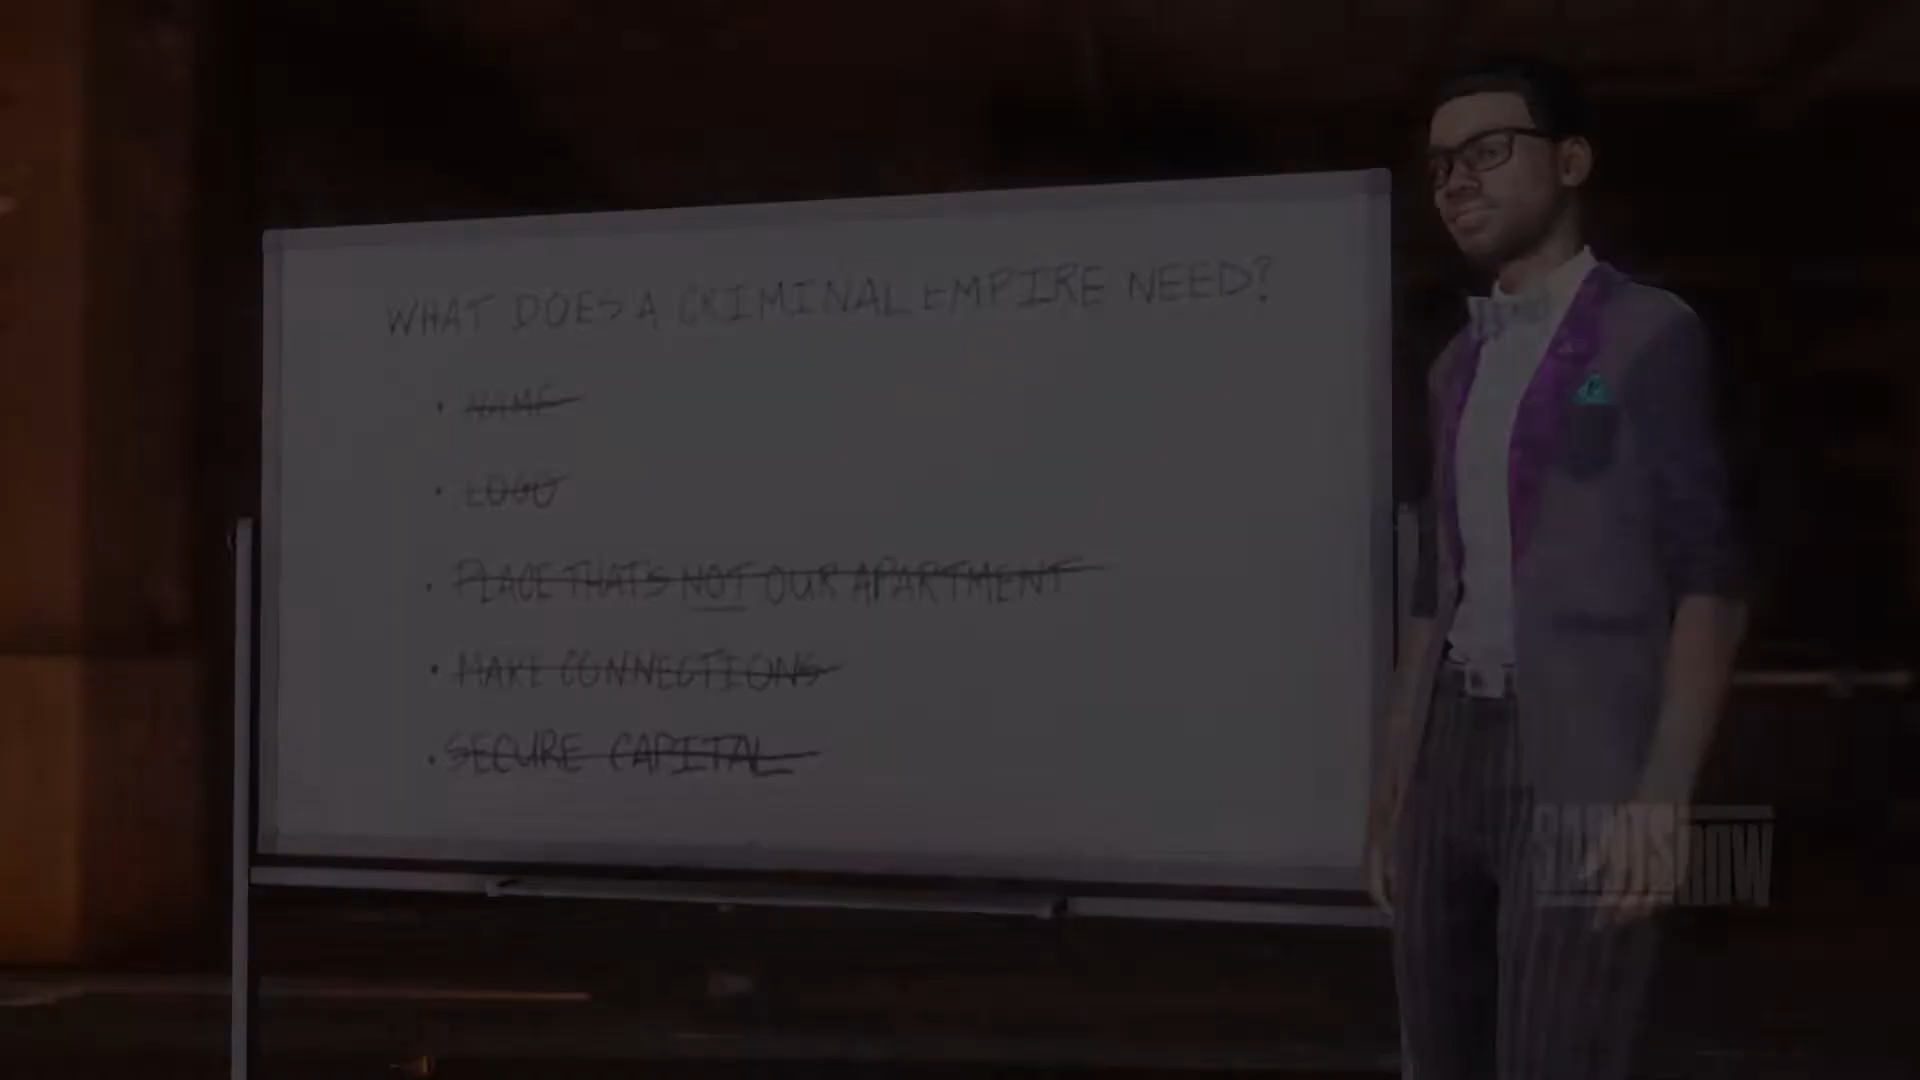 WHAT DOES A CRIMINAL EMPIRE NEED?
• NAME
• LOGO
• PLACE THAT'S NOT OUR APARTMENT
• MAKE CONNECTIONS
• SECURE CAPITAL
SAINTS ROW